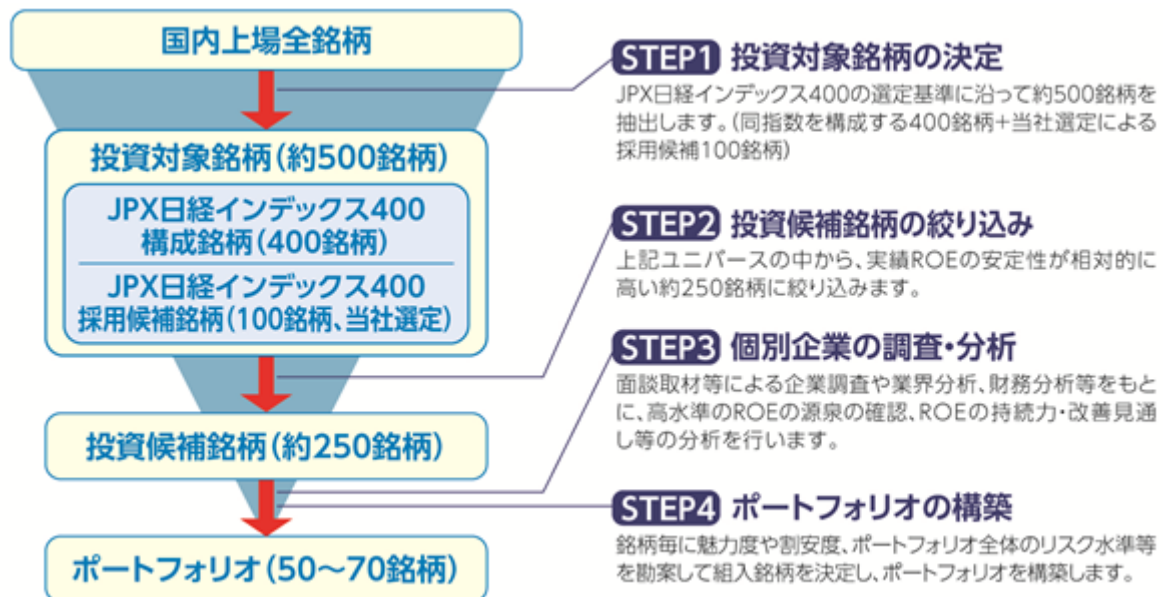 国内上場全銘柄
投資対象銘柄(約500銘柄)
JPX日経インデックス400
構成銘柄(400銘柄)
JPX日経インデックス400
採用候補銘柄(100銘柄、当社選定)
投資候補銘柄(約250銘柄)
ポートフォリオ(50〜70銘柄)
STEP1 投資対象銘柄の決定
JPX日経インデックス400の選定基準に沿って約500銘柄を
抽出します。(同指数を構成する400銘柄+当社選定による
採用候補100銘柄)
STEP2 投資候補銘柄の絞り込み
上記ユニバースの中から、実績ROEの安定性が相対的に
高い約250銘柄に絞り込みます。
STEP3 個別企業の調査・分析
面談取材等による企業調査や業界分析、財務分析等をもと
に、高水準のROEの源泉の確認、ROEの持続力・改善見通
し等の分析を行います。
STEP4 ポートフォリオの構築
銘柄毎に魅力度や割安度、ポートフォリオ全体のリスク水準等
を勘案して組入銘柄を決定し、ポートフォリオを構築します。